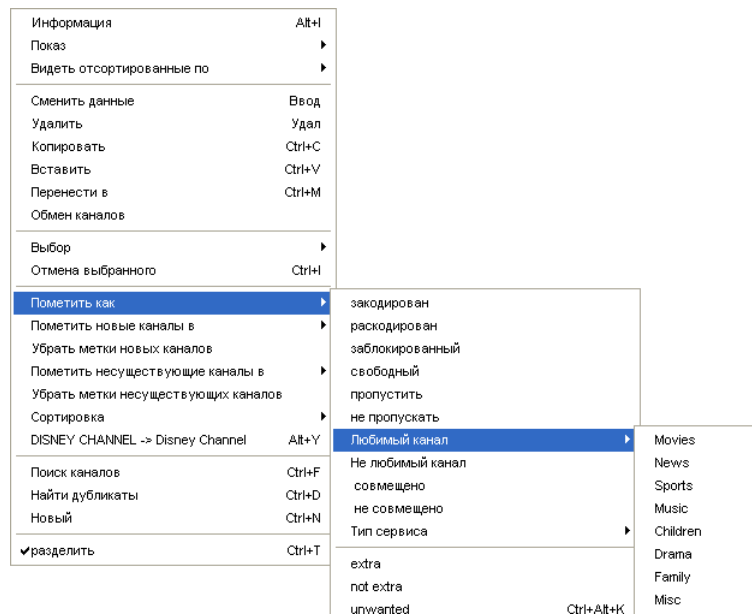 Информация Alt+I
Показ
Видеть отсортированные по
Сменить данные Ввод
Удалить Удал
Копировать Ctrl+C
Вставить Ctrl+V
Перенести в Ctrl+M
Обмен каналов
Выбор
Отмена выбранного Ctrl+I
Пометить как
Пометить новые каналы в
Убрать метки новых каналов
Пометить несуществующие каналы в
Убрать метки несуществующих каналов
Сортировка
DISNEY CHANNEL -> Disney Channel Alt+Y
Поиск каналов Ctrl+F
Найти дубликаты Ctrl+D
Новый Ctrl+N
разделить Ctrl+T
закодирован
раскодирован
заблокированный
свободный
пропустить
не пропускать
Любимый канал
Не любимый канал
совмещено
не совмещено
Тип сервиса
extra
not extra
unwanted Ctrl+Alt+K
Movies
News
Sports
Music
Children
Drama
Family
Misc